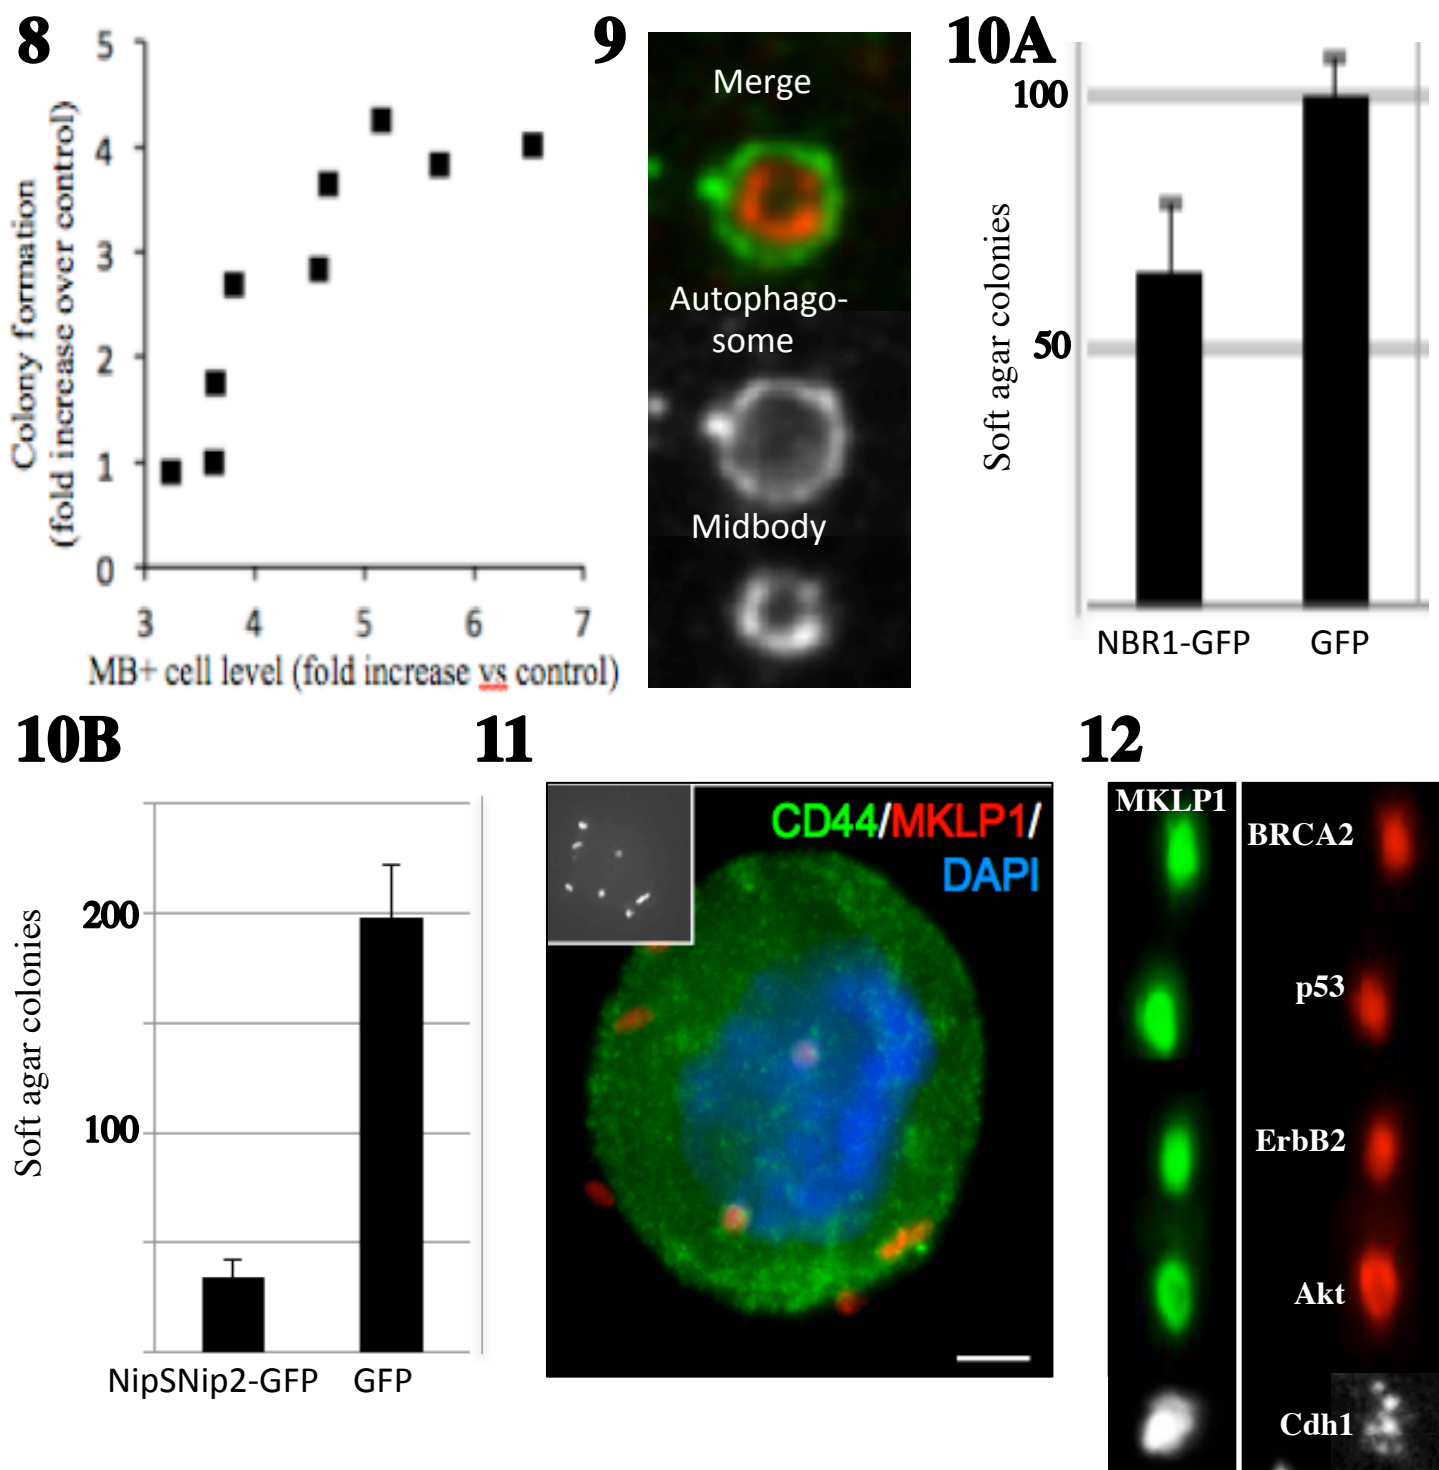 8
5
4
3
2
1
0
3 4 5 6 7
Colony formation
(fold increase over control)
MB+ cell level (fold increase vs control)
9
Merge
Autophago-
some
Midbody
10A
100
50
Soft agar colonies
NBR1-GFP GFP
10B
200
100
Soft agar colonies
NipSNip2-GFP GFP
11
CD44/MKLP1/
DAPI
12
MKLP1
BRCA2
p53
ErbB2
Akt
Cdh1